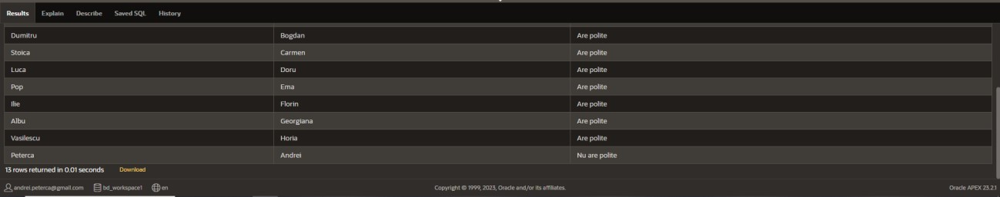 Results Explain Describe Saved SQL History
Dumitru Bogdan Are polite
Stoica Carmen Are polite
Luca Doru Are polite
Pop Ema Are polite
Ilie Florin Are polite
Albu Georgiana Are polite
Vasilescu Horia Are polite
Peterca Andrei Nu are polite
13 rows returned in 0.01 seconds Download
andrei.peterca@gmail.com bd_workspace1 en Copyright © 1999, 2023, Oracle and/or its affiliates. Oracle APEX 23.2.1